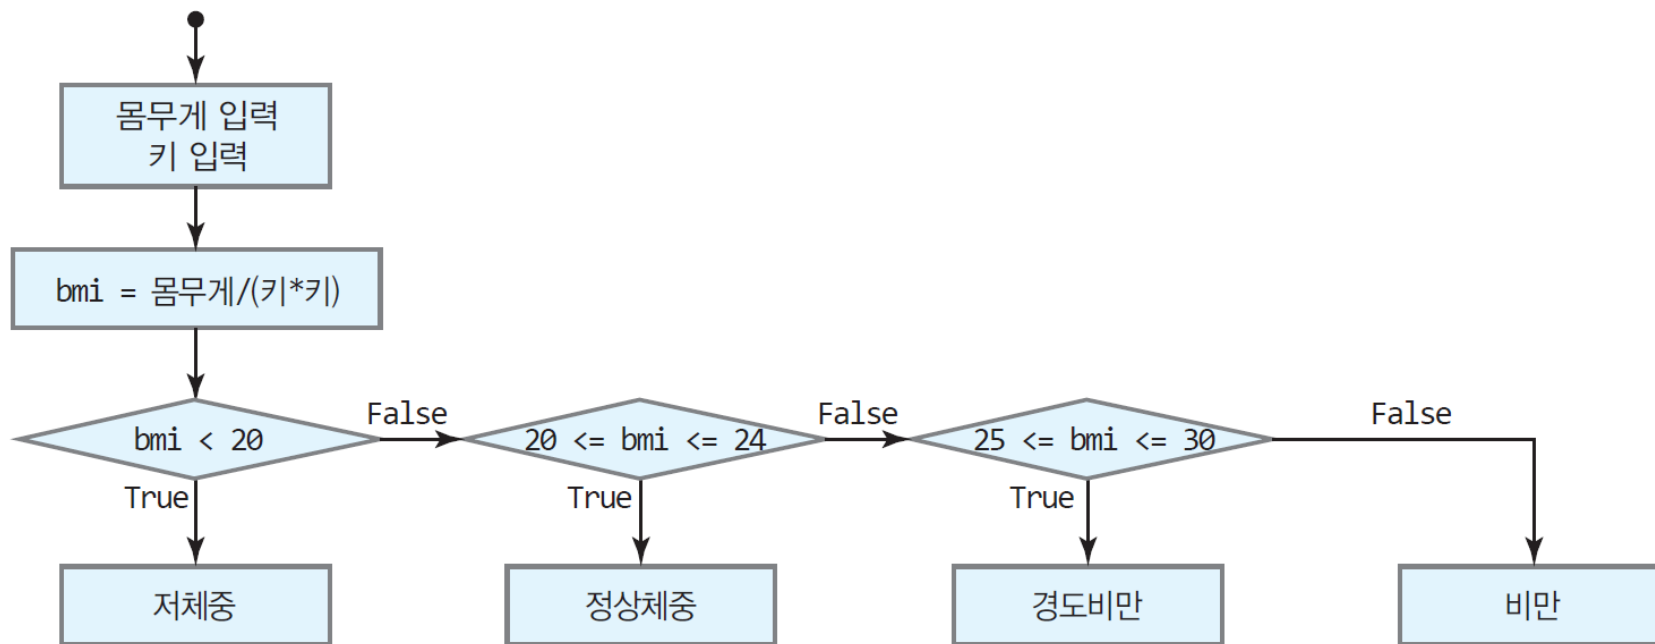 몸무게 입력
키 입력
bmi = 몸무게/(키*키)
bmi < 20
False
20 <= bmi <= 24
False
25 <= bmi <= 30
False
True
True
True
저체중
정상체중
경도비만
비만